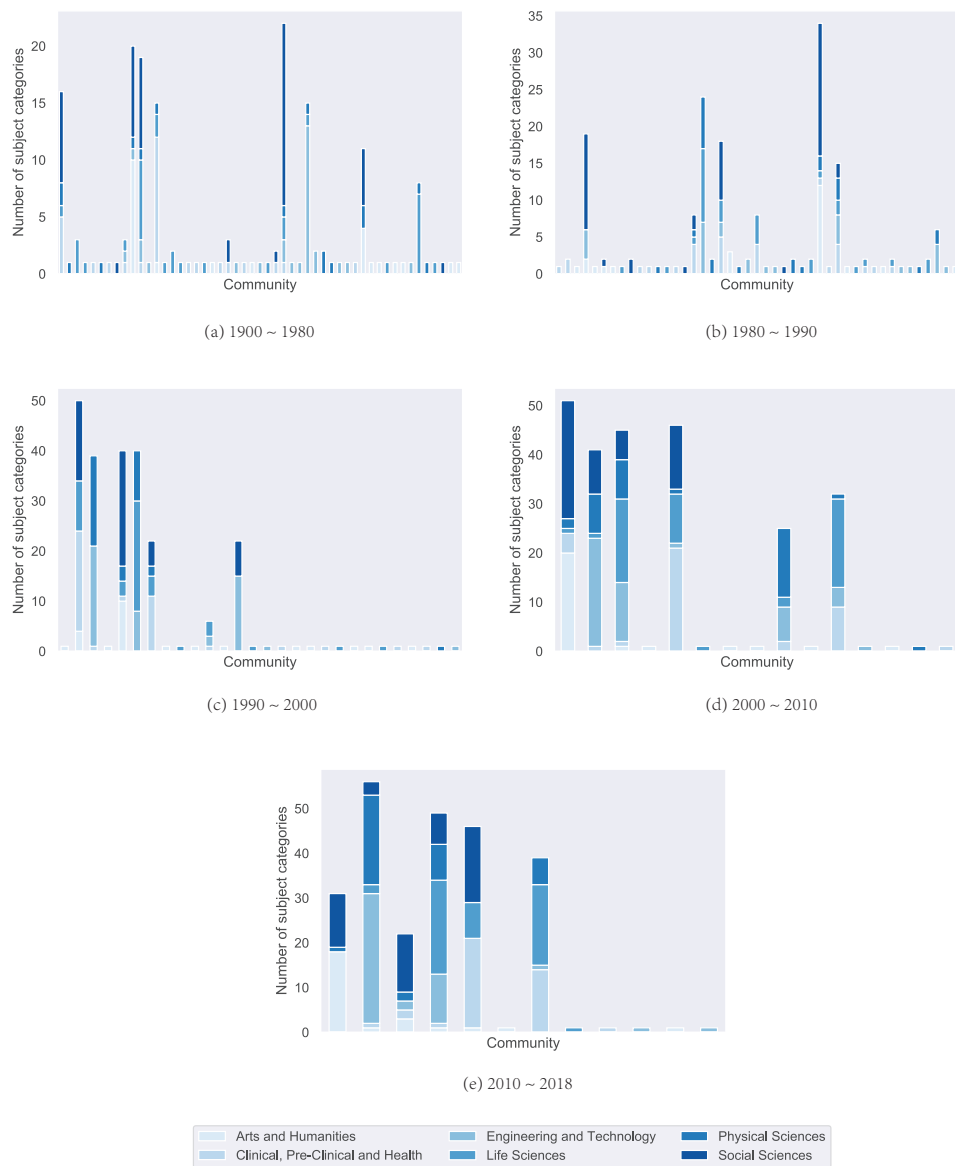 Number of subject categories
20
15
10
5
0
Community
(a) 1900 ~ 1980
Number of subject categories
35
30
25
20
15
10
5
0
Community
(b) 1980 ~ 1990
Number of subject categories
50
40
30
20
10
0
Community
(c) 1990 ~ 2000
Number of subject categories
50
40
30
20
10
0
Community
(d) 2000 ~ 2010
Number of subject categories
50
40
30
20
10
0
Community
(e) 2010 ~ 2018
Arts and Humanities
Clinical, Pre-Clinical and Health
Engineering and Technology
Life Sciences
Physical Sciences
Social Sciences